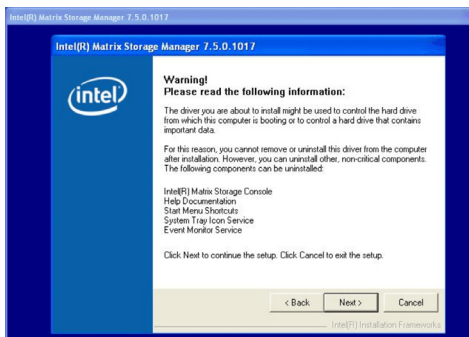 Intel(R) Matrix Storage Manager 7.5.0.1017
Intel(R) Matrix Storage Manager 7.5.0.1017
intel
Warning!
Please read the following information:
The driver you are about to install might be used to control the hard drive
from which this computer is booting or to control a hard drive that contains
important data.
For this reason, you cannot remove or uninstall this driver from the computer
after installation. However, you can uninstall other, non-critical components.
The following components can be uninstalled:
Intel(R) Matrix Storage Console
Help Documentation
Start Menu Shortcuts
System Tray Icon Service
Event Monitor Service
Click Next to continue the setup. Click Cancel to exit the setup.
< Back Next > Cancel
Intel(R) Installation Frameworks